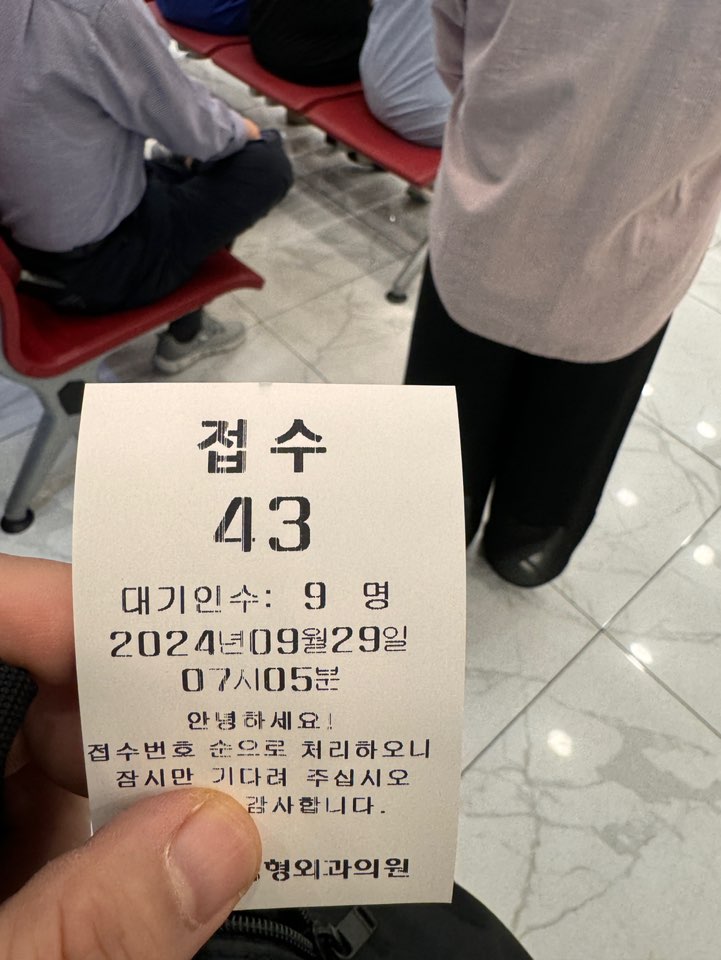 접수
43
대기인수: 9 명
2024년09월29일
07시05분
안녕하세요!
접수번호 순으로 처리하오니
잠시만 기다려 주십시오
감사합니다.
형외과의원